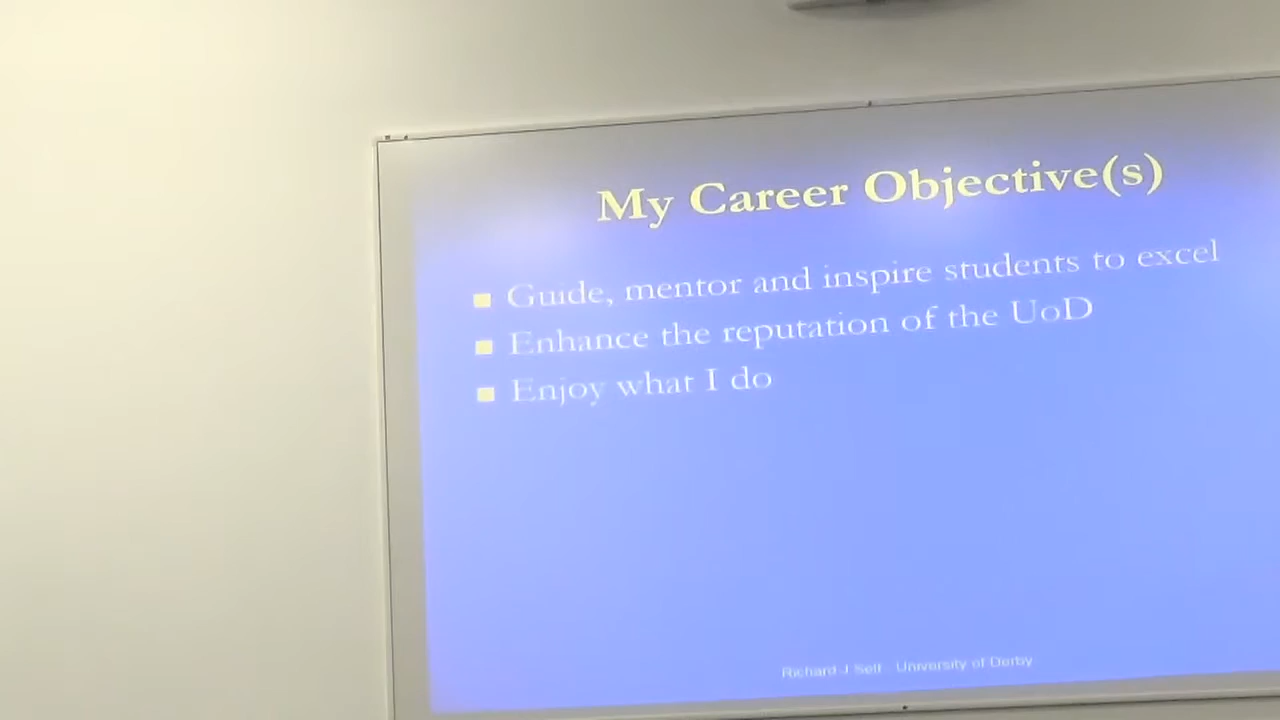 My Career Objective(s)
Guide, mentor and inspire students to excel
Enhance the reputation of the UoD
Enjoy what I do
Richard J Self University of Derby